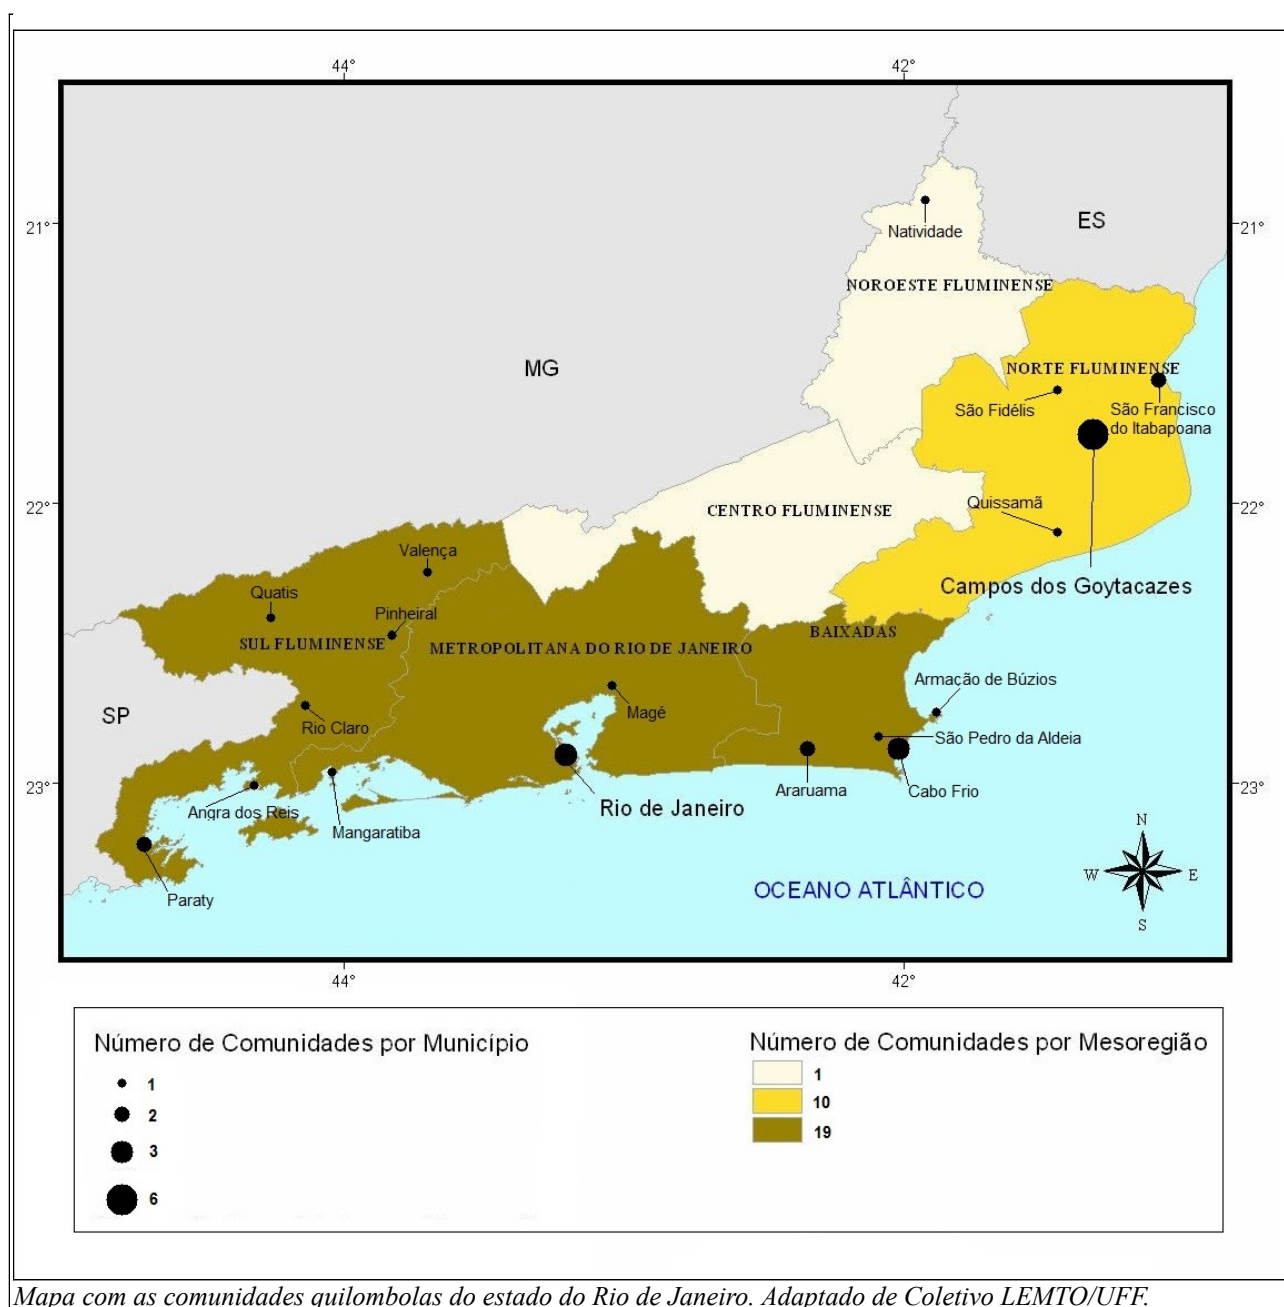 44°
42°
21°
21°
ES
Natividade
NOROESTE FLUMINENSE
MG
NORTE FLUMINENSE
São Fidélis
São Francisco
do Itabapoana
22°
22°
CENTRO FLUMINENSE
Quissamã
Valença
Campos dos Goytacazes
Quatis
Pinheiral
BAIXADAS
SUL FLUMINENSE
METROPOLITANA DO RIO DE JANEIRO
Armação de Búzios
SP
Magé
Rio Claro
São Pedro da Aldeia
23°
23°
Araruama
Cabo Frio
Angra dos Reis
Rio de Janeiro
Mangaratiba
N
W
E
S
OCEANO ATLÂNTICO
Paraty
44°
42°
Número de Comunidades por Município
1
2
3
6
Número de Comunidades por Mesoregião
1
10
19
Mapa com as comunidades quilombolas do estado do Rio de Janeiro. Adaptado de Coletivo LEMTO/UFF.